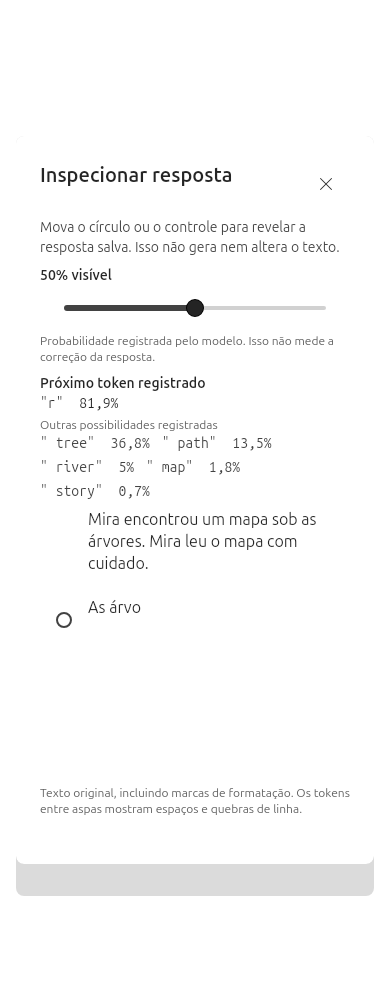 Inspecionar resposta
Mova o círculo ou o controle para revelar a
resposta salva. Isso não gera nem altera o texto.
50% visível
Probabilidade registrada pelo modelo. Isso não mede a
correção da resposta.
Próximo token registrado
"r" 81,9%
Outras possibilidades registradas
" tree" 36,8% " path" 13,5%
" river" 5% " map" 1,8%
" story" 0,7%
Mira encontrou um mapa sob as
árvores. Mira leu o mapa com
cuidado.
As árvo
Texto original, incluindo marcas de formatação. Os tokens
entre aspas mostram espaços e quebras de linha.